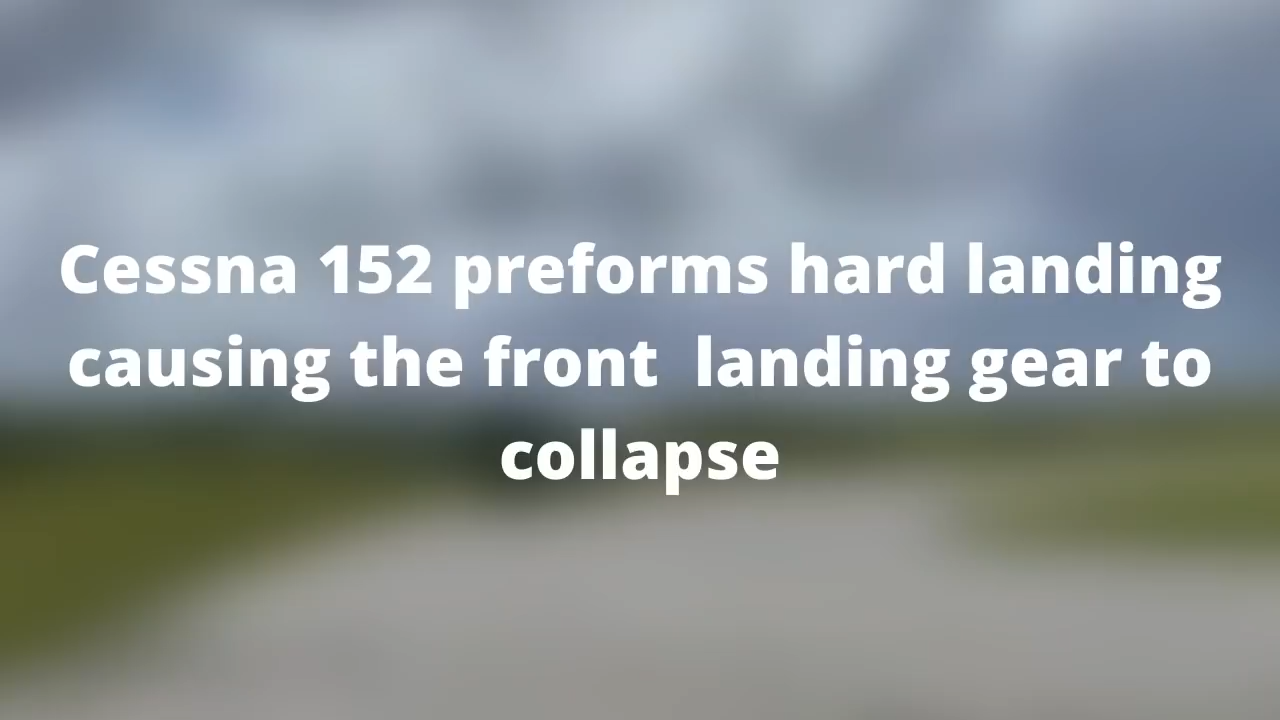 Cessna 152 preforms hard landing
causing the front  landing gear to
collapse